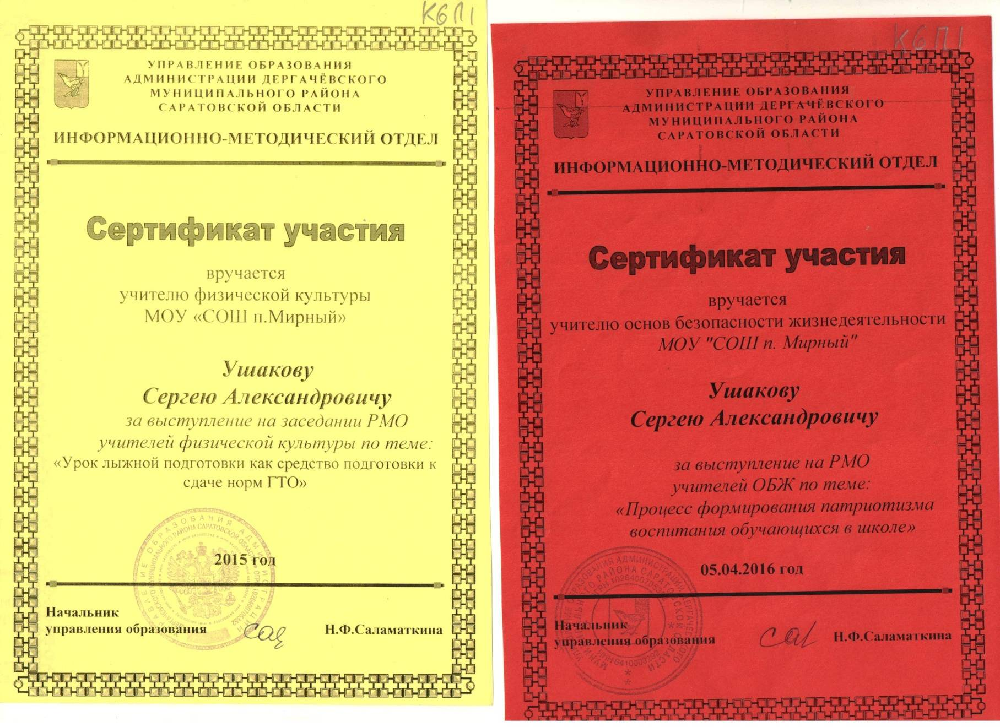 К6П1
УПРАВЛЕНИЕ ОБРАЗОВАНИЯ
АДМИНИСТРАЦИИ ДЕРГАЧЁВСКОГО
МУНИЦИПАЛЬНОГО РАЙОНА
САРАТОВСКОЙ ОБЛАСТИ
ИНФОРМАЦИОННО-МЕТОДИЧЕСКИЙ ОТДЕЛ
Сертификат участия
вручается
учителю физической культуры
МОУ «СОШ п.Мирный»
Ушакову
Сергею Александровичу
за выступление на заседании РМО
учителей физической культуры по теме:
«Урок лыжной подготовки как средство подготовки к
сдаче норм ГТО»
2015 год
Начальник
управления образования
Н.Ф.Саламаткина
К6П1
УПРАВЛЕНИЕ ОБРАЗОВАНИЯ
АДМИНИСТРАЦИИ ДЕРГАЧЁВСКОГО
МУНИЦИПАЛЬНОГО РАЙОНА
САРАТОВСКОЙ ОБЛАСТИ
ИНФОРМАЦИОННО-МЕТОДИЧЕСКИЙ ОТДЕЛ
Сертификат участия
вручается
учителю основ безопасности жизнедеятельности
МОУ "СОШ п. Мирный"
Ушакову
Сергею Александровичу
за выступление на РМО
учителей ОБЖ по теме:
«Процесс формирования патриотизма
воспитания обучающихся в школе»
05.04.2016 год
Начальник
управления образования
Н.Ф.Саламаткина
ИНН 6410003292